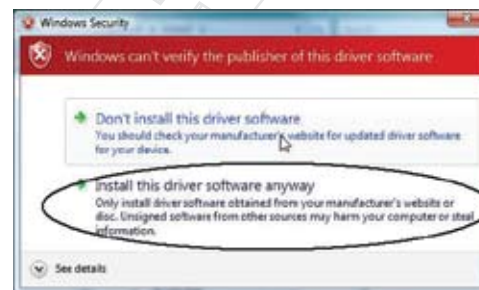 Windows Security
Windows can't verify the publisher of this driver software
Don't install this driver software
You should check your manufacturer's website for updated driver software
for your device.
Install this driver software anyway
Only install driver software obtained from your manufacturer's website or
disc. Unsigned software from other sources may harm your computer or steal
information.
See details